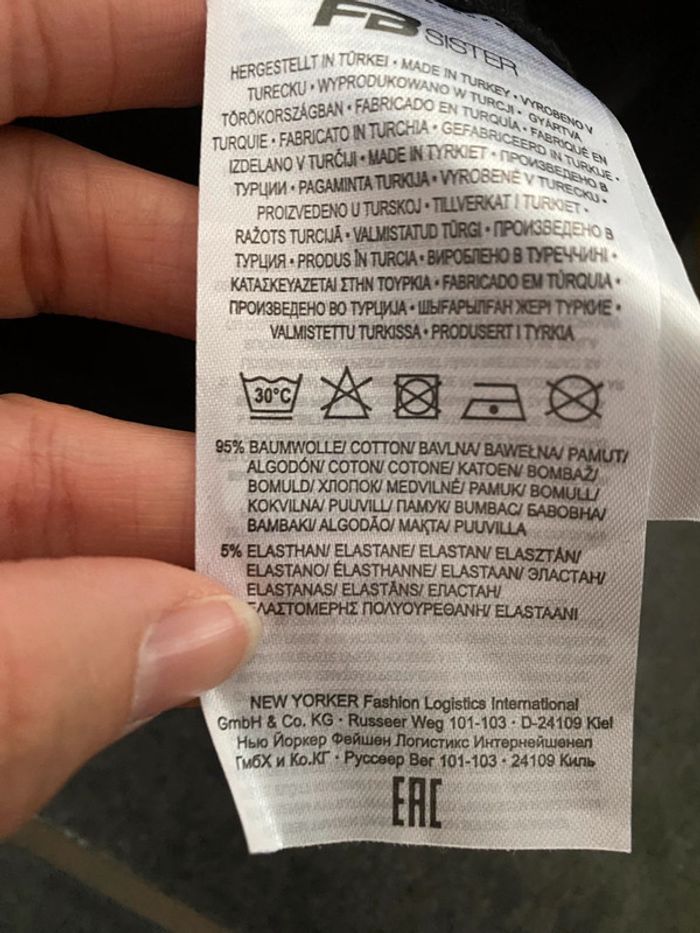 FB SISTER
HERGESTELLT IN TÜRKEI • MADE IN TURKEY • VYROBENO V
TURECKU • WYPRODUKOWANO W TURCJI • GYÁRTVA
TÖRÖKORSZÁGBAN • FABRICADO EN TURQUÍA • FABRIQUÉ EN
TURQUIE • FABRICATO IN TURCHIA • GEFABRICEERD IN TURKIJE •
IZDELANO V TURČIJI • MADE IN TYRKIET • ПРОИЗВЕДЕНО В
ТУРЦИИ • PAGAMINTA TURKIJA • VYROBENÉ V TURECKU •
PROIZVEDENO U TURSKOJ • TILLVERKAT I TURKIET •
RAŽOTS TURCIJĀ • VALMISTATUD TÜRGI • ПРОИЗВЕДЕНО В
ТУРЦИЯ • PRODUS ÎN TURCIA • ВИРОБЛЕНО В ТУРЕЧЧИНІ •
ΚΑΤΑΣΚΕΥΑΖΕΤΑΙ ΣΤΗΝ ΤΟΥΡΚΙΑ • FABRICADO EM TÚRQUIA •
ПРОИЗВЕДЕНО ВО ТУРЦИЈА • ШЫҒАРЫЛҒАН ЖЕРІ ТҮРКИЕ •
VALMISTETTU TURKISSA • PRODUSERT I TYRKIA
30°C
95% BAUMWOLLE/ COTTON/ BAVLNA/ BAWEŁNA/ PAMUT/
ALGODÓN/ COTON/ COTONE/ KATOEN/ BOMBAŽ/
BOMULD/ ХЛОПОК/ MEDVILNĖ/ PAMUK/ BOMULL/
KOKVILNA/ PUUVILL/ ПАМУК/ BUMBAC/ БАВОВНА/
ΒΑΜΒΑΚΙ/ ALGODÃO/ МАҚТА/ PUUVILLA
5% ELASTHAN/ ELASTANE/ ELASTAN/ ELASZTÁN/
ELASTANO/ ÉLASTHANNE/ ELASTAAN/ ЭЛАСТАН/
ELASTANAS/ ELASTĀNS/ ЕЛАСТАН/
ΕΛΑΣΤΟΜΕΡΗΣ ΠΟΛΥΟΥΡΕΘΑΝΗ/ ELASTAANI
NEW YORKER Fashion Logistics International
GmbH & Co. KG · Russeer Weg 101-103 · D-24109 Kiel
Нью Йоркер Фейшен Логистикс Интернейшенел
ГмбХ и Ко.КГ · Руссеер Вег 101-103 · 24109 Киль
EAC